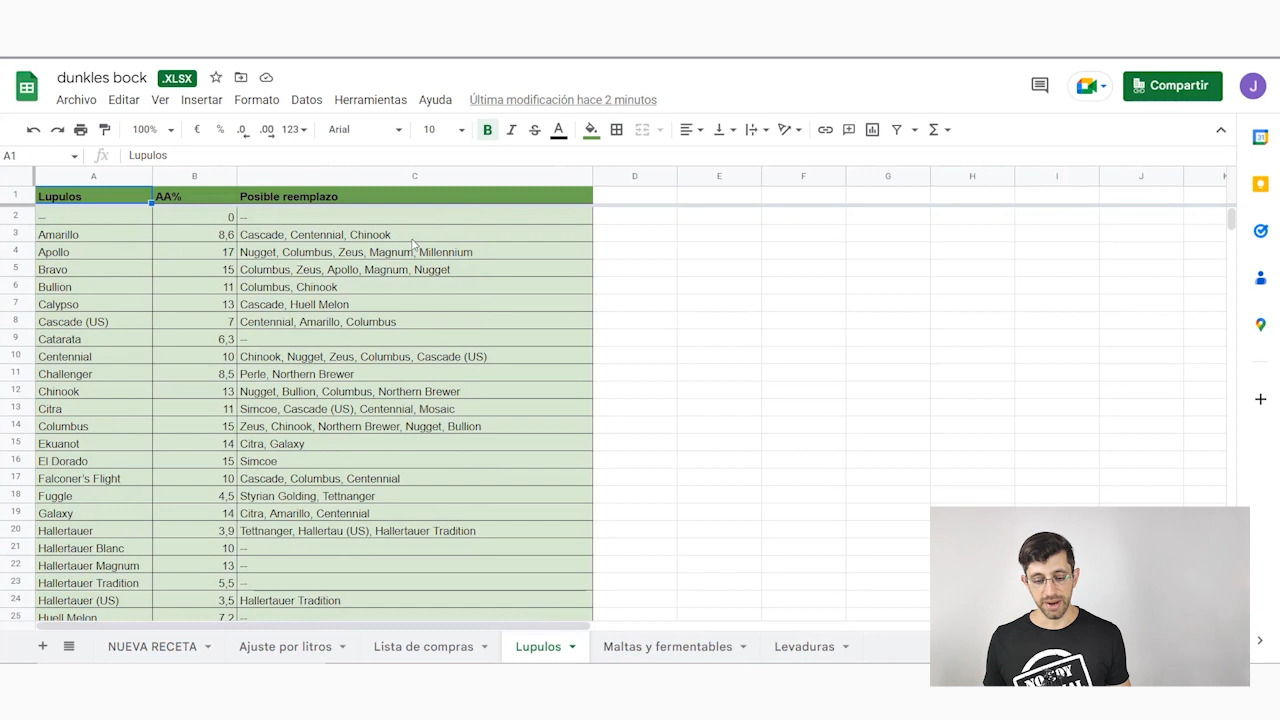 dunkles bock .XLSX
Archivo Editar Ver Insertar Formato Datos Herramientas Ayuda Última modificación hace 2 minutos
Compartir
J
100% € % .0 .00 123 Arial 10 B I S A
A1 fx Lupulos
A B C D E F G H I J K
1 Lupulos AA% Posible reemplazo
2 -- 0 --
3 Amarillo 8,6 Cascade, Centennial, Chinook
4 Apollo 17 Nugget, Columbus, Zeus, Magnum, Millennium
5 Bravo 15 Columbus, Zeus, Apollo, Magnum, Nugget
6 Bullion 11 Columbus, Chinook
7 Calypso 13 Cascade, Huell Melon
8 Cascade (US) 7 Centennial, Amarillo, Columbus
9 Catarata 6,3 --
10 Centennial 10 Chinook, Nugget, Zeus, Columbus, Cascade (US)
11 Challenger 8,5 Perle, Northern Brewer
12 Chinook 13 Nugget, Bullion, Columbus, Northern Brewer
13 Citra 11 Simcoe, Cascade (US), Centennial, Mosaic
14 Columbus 15 Zeus, Chinook, Northern Brewer, Nugget, Bullion
15 Ekuanot 14 Citra, Galaxy
16 El Dorado 15 Simcoe
17 Falconer's Flight 10 Cascade, Columbus, Centennial
18 Fuggle 4,5 Styrian Golding, Tettnanger
19 Galaxy 14 Citra, Amarillo, Centennial
20 Hallertauer 3,9 Tettnanger, Hallertau (US), Hallertauer Tradition
21 Hallertauer Blanc 10 --
22 Hallertauer Magnum 13 --
23 Hallertauer Tradition 5,5 --
24 Hallertauer (US) 3,5 Hallertauer Tradition
25 Huell Melon 7,2 --
NUEVA RECETA Ajuste por litros Lista de compras Lupulos Maltas y fermentables Levaduras